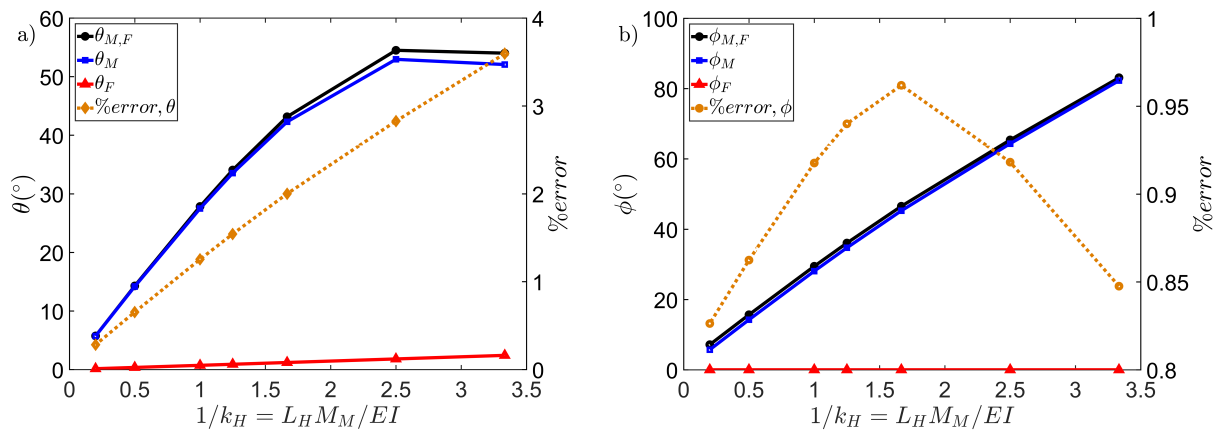 a)
θ_{M,F}
θ_M
θ_F
%error, θ
60
50
40
30
20
10
0
θ(°)
4
3
2
1
0
%error
0 0.5 1 1.5 2 2.5 3 3.5
1/k_H = L_H M_M/EI
b)
ϕ_{M,F}
ϕ_M
ϕ_F
%error, ϕ
100
80
60
40
20
0
ϕ(°)
1
0.95
0.9
0.85
0.8
%error
0 0.5 1 1.5 2 2.5 3 3.5
1/k_H = L_H M_M/EI